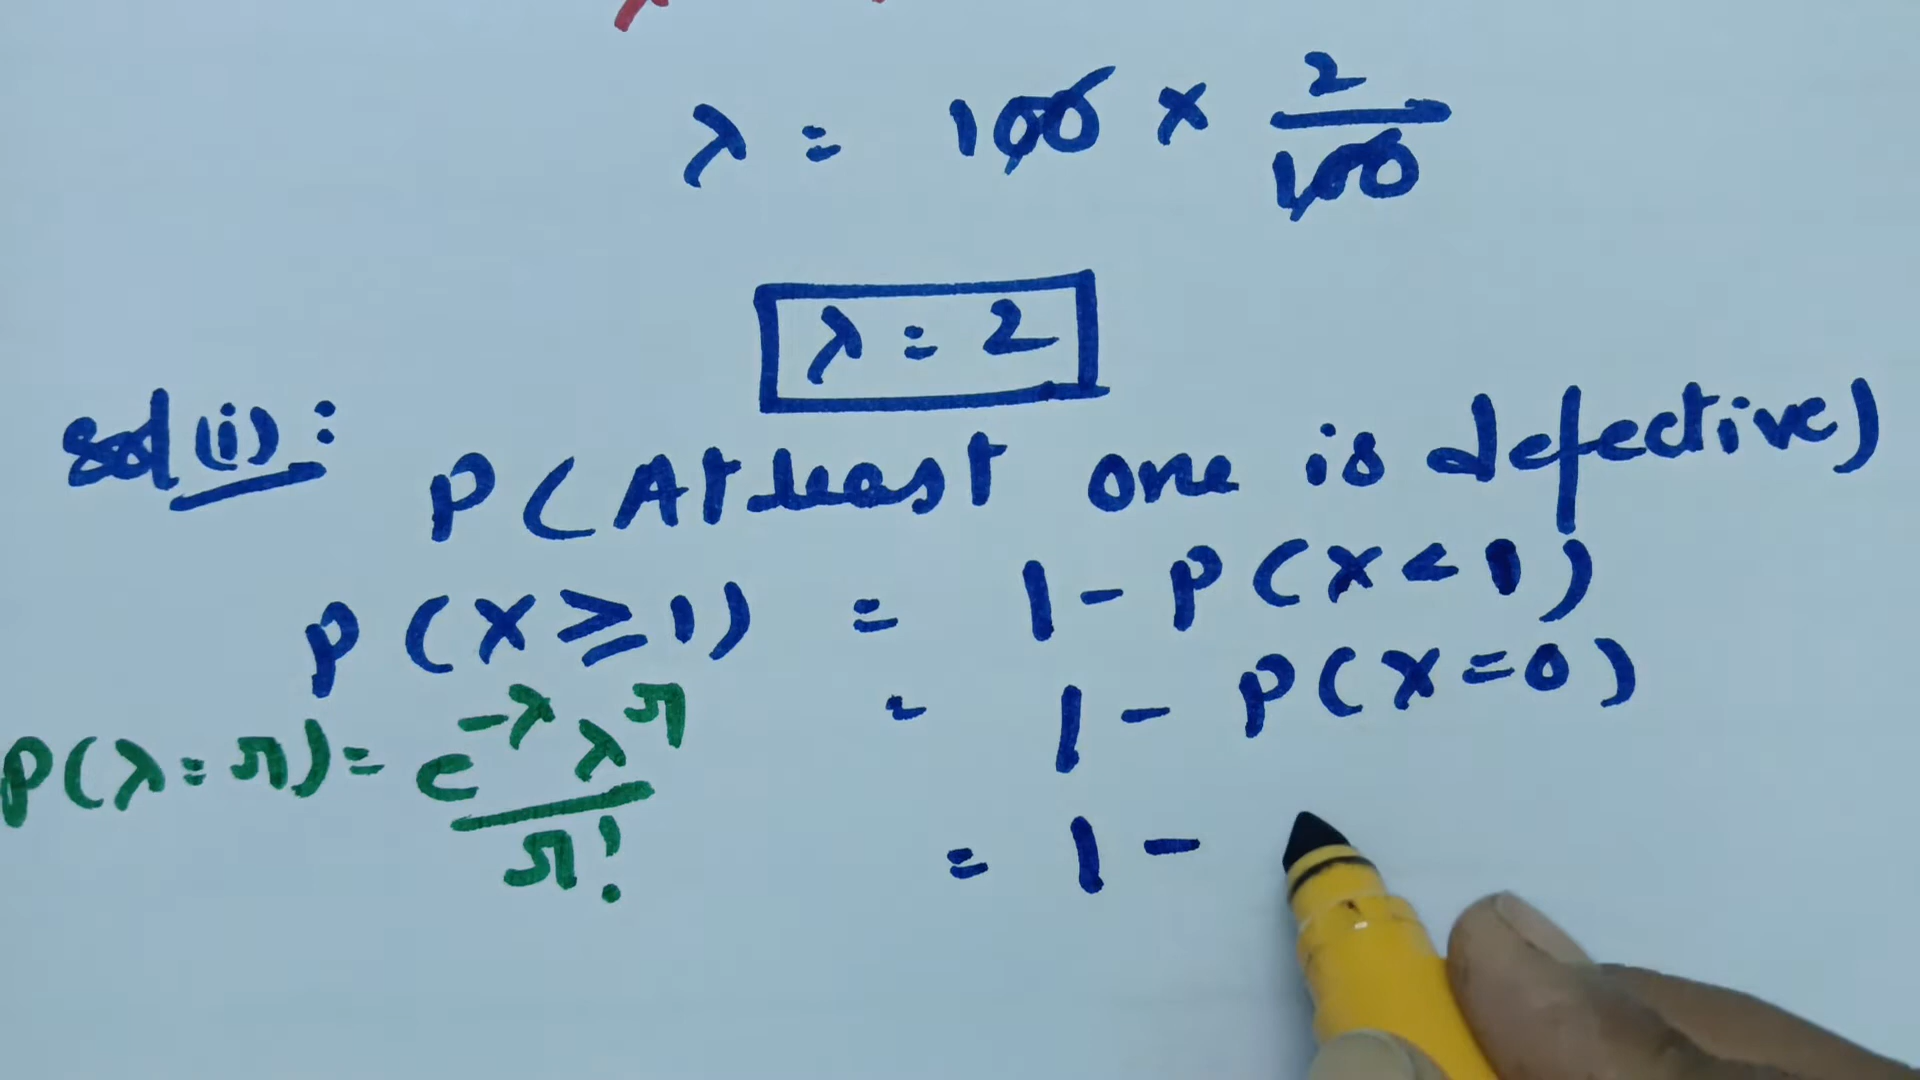 λ = 100 × 2/100
λ = 2
Sol (i) :
P(Atleast one is defective)
P(X ≥ 1) = 1 - P(X < 1)
= 1 - P(X = 0)
P(λ = r) = e^-λ λ^r / r!
= 1 -